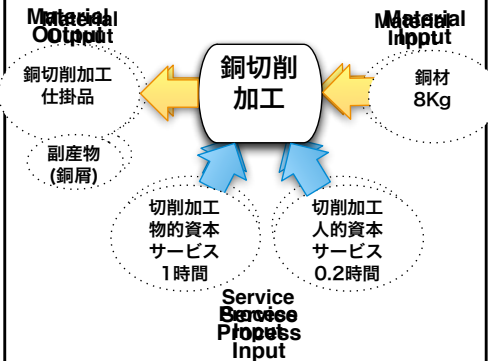 Material
Output
Material
Input
銅切削加工
仕掛品
銅切削
加工
銅材
8Kg
副産物
(銅屑)
切削加工
物的資本
サービス
1時間
切削加工
人的資本
サービス
0.2時間
Service
Process
Input